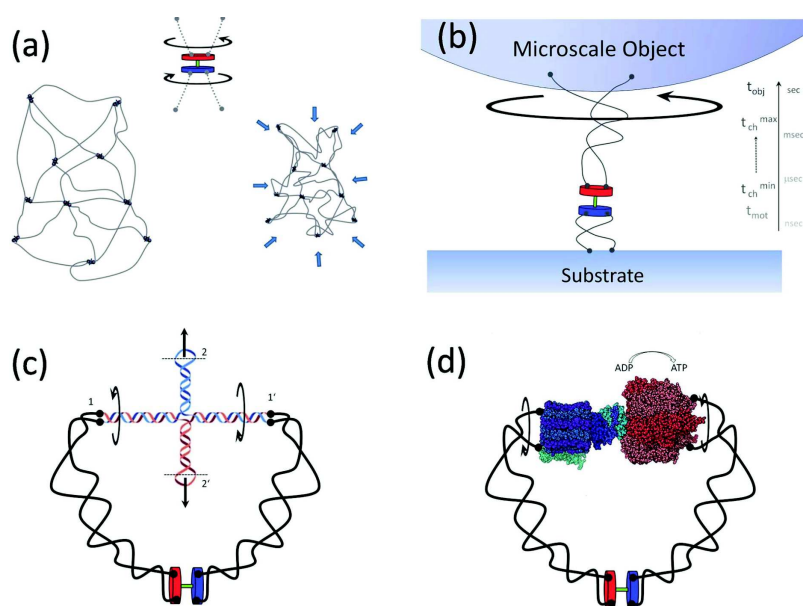 (a)
(b)
Microscale Object
t_obj sec
t_ch^max
msec
μsec
t_ch^min
t_mot
nsec
Substrate
(c)
2
1 1'
2'
(d)
ADP ATP